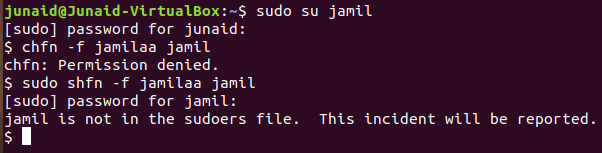 junaid@Junaid-VirtualBox:~$ sudo su jamil
[sudo] password for junaid:
$ chfn -f jamilaa jamil
chfn: Permission denied.
$ sudo shfn -f jamilaa jamil
[sudo] password for jamil:
jamil is not in the sudoers file.  This incident will be reported.
$